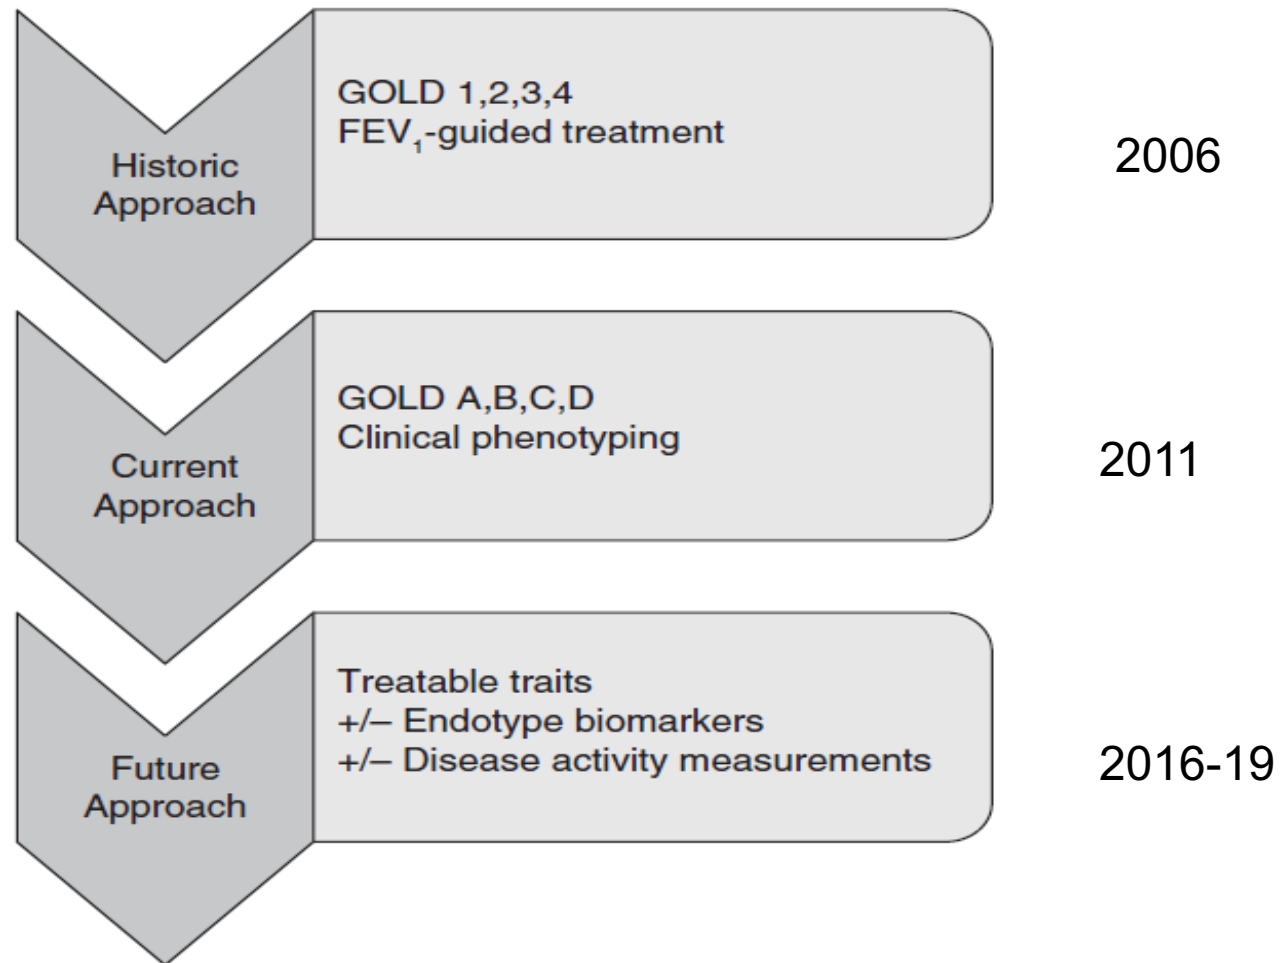 Historic
Approach
GOLD 1,2,3,4
FEV₁-guided treatment
2006
Current
Approach
GOLD A,B,C,D
Clinical phenotyping
2011
Future
Approach
Treatable traits
+/– Endotype biomarkers
+/– Disease activity measurements
2016-19